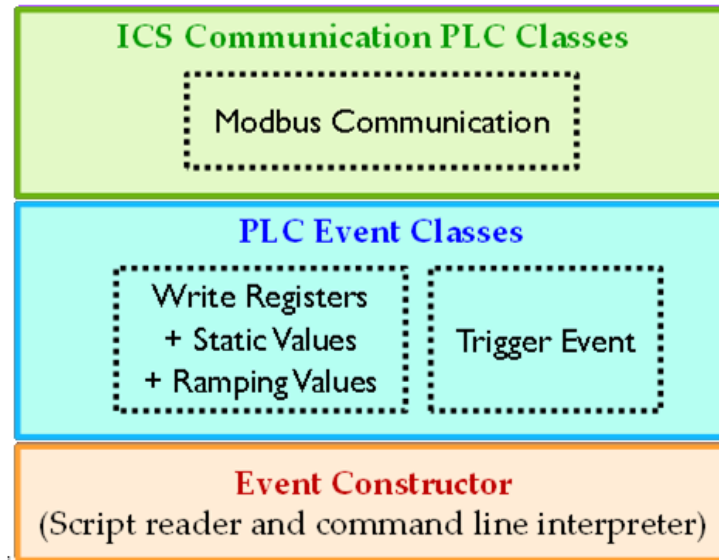 ICS Communication PLC Classes
Modbus Communication
PLC Event Classes
Write Registers
+ Static Values
+ Ramping Values
Trigger Event
Event Constructor
(Script reader and command line interpreter)